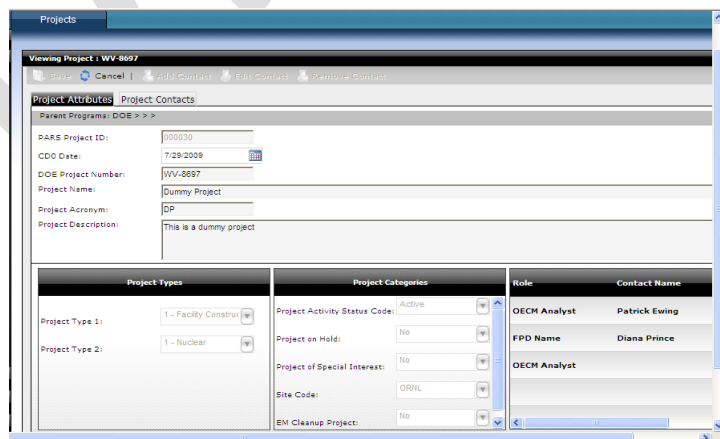 Projects
Viewing Project : WV-8697
Save Cancel | Add Contact Edit Contact Remove Contact
Project Attributes Project Contacts
Parent Programs: DOE > > >
PARS Project ID: 000030
CD0 Date: 7/29/2009
DOE Project Number: WV-8697
Project Name: Dummy Project
Project Acronym: DP
Project Description: This is a dummy project
Project Types Project Categories Role Contact Name
Project Activity Status Code: Active OECM Analyst Patrick Ewing
Project Type 1: 1 - Facility Construc
Project on Hold: No FPD Name Diana Prince
Project Type 2: 1 - Nuclear
Project of Special Interest: No OECM Analyst
Site Code: ORNL
EM Cleanup Project: No